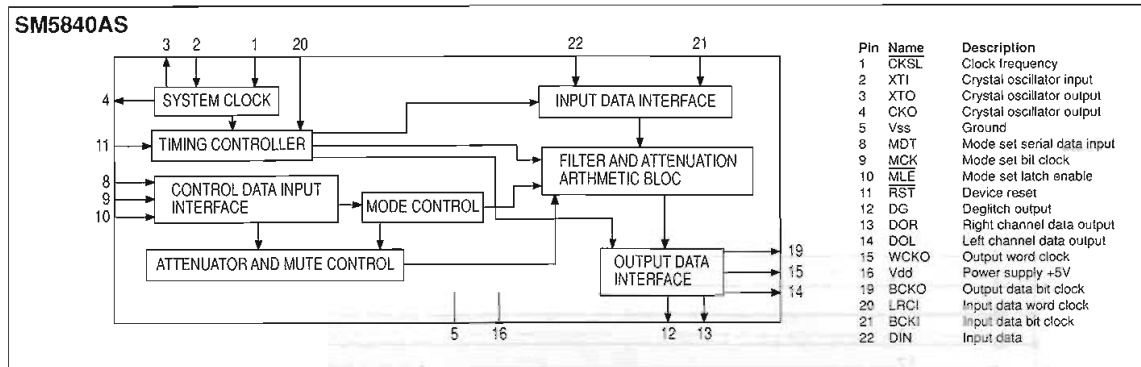 SM5840AS
3 2 1 20 22 21
4
SYSTEM CLOCK
INPUT DATA INTERFACE
11
TIMING CONTROLLER
FILTER AND ATTENUATION
ARITHMETIC BLOC
8
9
10
CONTROL DATA INPUT
INTERFACE
MODE CONTROL
ATTENUATOR AND MUTE CONTROL
OUTPUT DATA
INTERFACE
19
15
14
5 16 12 13
Pin Name Description
1 CKSL Clock frequency
2 XTI Crystal oscillator input
3 XTO Crystal oscillator output
4 CKO Crystal oscillator output
5 Vss Ground
8 MDT Mode set serial data input
9 MCK Mode set bil clock
10 MLE Mode set latch enable
11 RST Device reset
12 DG Deglitch output
13 DOR Right channel data output
14 DOL Left channel data output
15 WCKO Output word clock
16 Vdd Power supply +5V
19 BCKO Output data bit clock
20 LRCI Input data word clock
21 BCKI Input data bit clock
22 DIN Input data